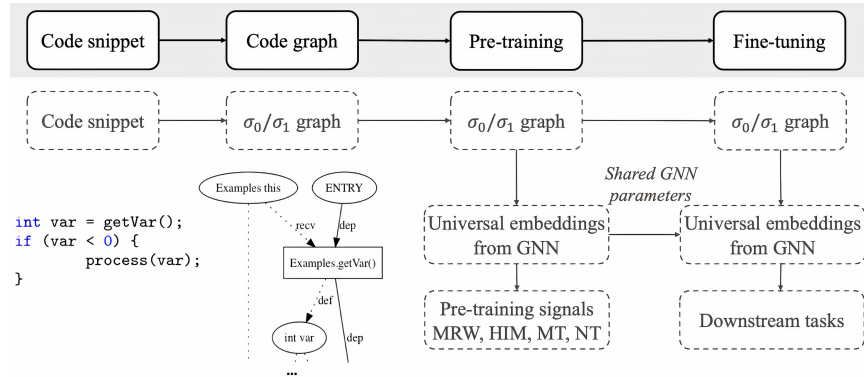 Code snippet
Code graph
Pre-training
Fine-tuning
Code snippet
σ₀/σ₁ graph
σ₀/σ₁ graph
σ₀/σ₁ graph
int var = getVar();
if (var < 0) {
process(var);
}
Examples this
ENTRY
recv
dep
Examples.getVar()
def
dep
int var
...
Shared GNN
parameters
Universal embeddings
from GNN
Universal embeddings
from GNN
Pre-training signals
MRW, HIM, MT, NT
Downstream tasks